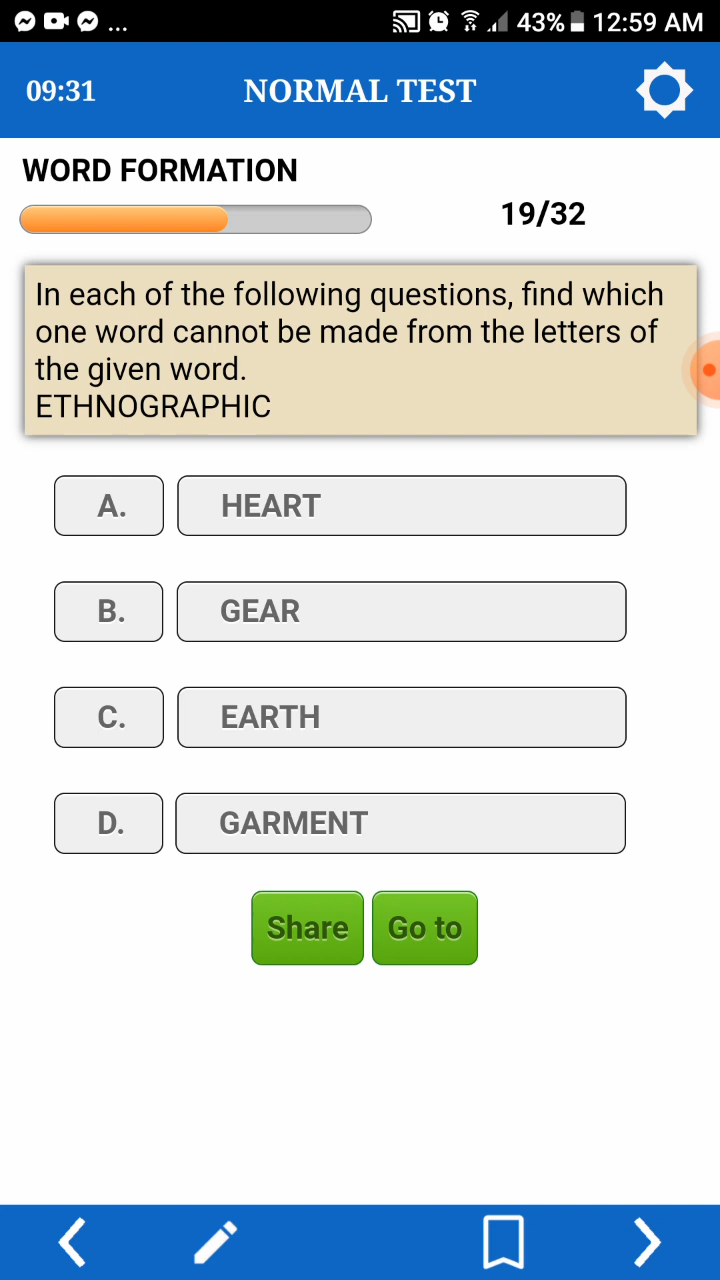 ... 43% 12:59 AM
09:31 NORMAL TEST
WORD FORMATION
19/32
In each of the following questions, find which
one word cannot be made from the letters of
the given word.
ETHNOGRAPHIC
A. HEART
B. GEAR
C. EARTH
D. GARMENT
Share Go to